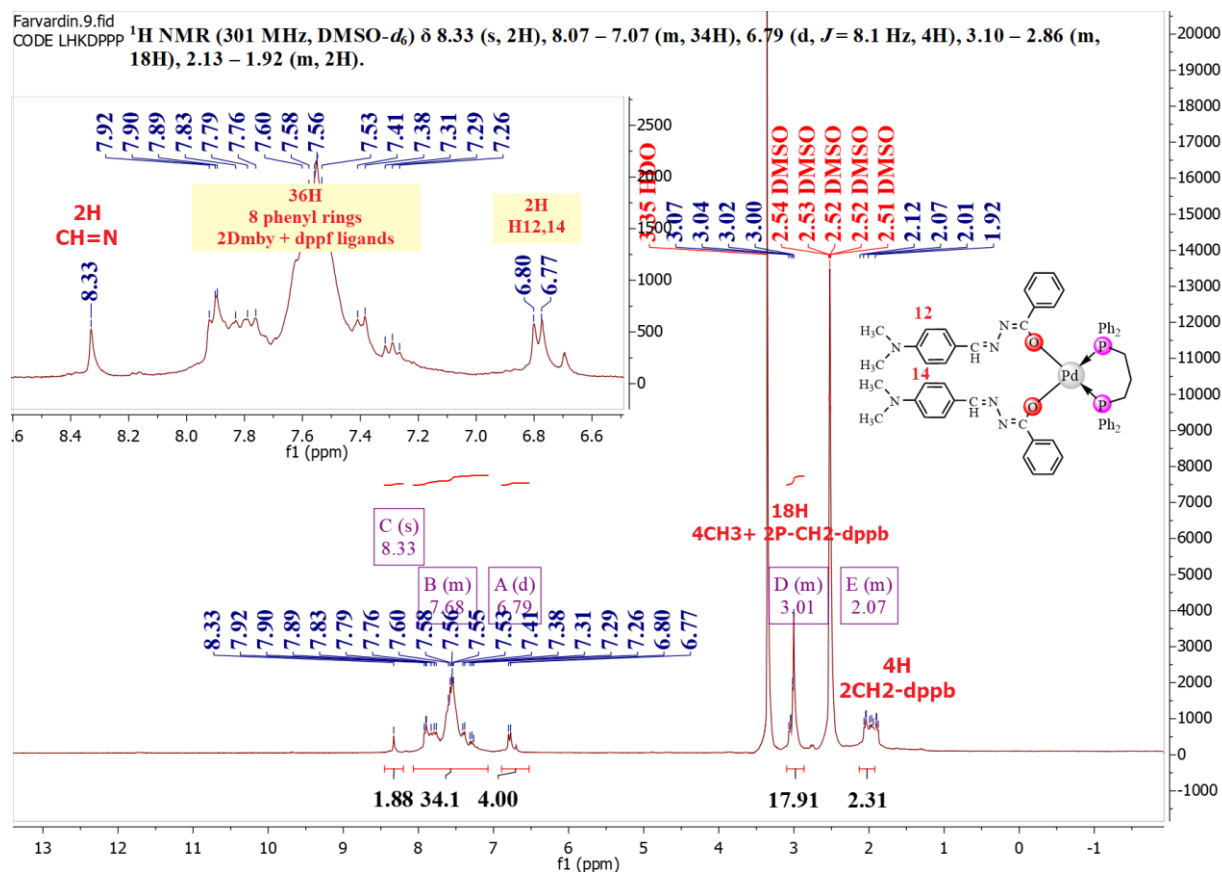 Farvardin.9.fid
CODE LHKDPPP
¹H NMR (301 MHz, DMSO-d₆) δ 8.33 (s, 2H), 8.07 – 7.07 (m, 34H), 6.79 (d, J = 8.1 Hz, 4H), 3.10 – 2.86 (m,
18H), 2.13 – 1.92 (m, 2H).
7.92
7.90
7.89
7.83
7.79
7.76
7.60
7.58
7.56
7.53
7.41
7.38
7.31
7.29
7.26
2500
2000
1500
1000
500
0
36H
8 phenyl rings
2Dmby + dppf ligands
2H
CH=N
8.33
2H
H12,14
6.80
6.77
.6
8.4
8.2
8.0
7.8
7.6
7.4
7.2
7.0
6.8
6.6
f1 (ppm)
3.35 HDO
3.07
3.04
3.02
3.00
2.54 DMSO
2.53 DMSO
2.52 DMSO
2.52 DMSO
2.51 DMSO
2.12
2.07
2.01
1.92
12
14
H₃C
N
H₃C
C
H
N
N
C
O
Ph₂
P
Pd
H₃C
N
H₃C
C
H
N
N
C
O
P
Ph₂
18H
4CH3+ 2P-CH2-dppb
C (s)
8.33
B (m)
7.68
A (d)
6.79
D (m)
3.01
E (m)
2.07
8.33
7.92
7.90
7.89
7.83
7.79
7.76
7.60
7.58
7.56
7.55
7.53
7.41
7.38
7.31
7.29
7.26
6.80
6.77
4H
2CH2-dppb
1.88
34.1
4.00
17.91
2.31
13
12
11
10
9
8
7
6
5
4
3
2
1
0
-1
f1 (ppm)
20000
19000
18000
17000
16000
15000
14000
13000
12000
11000
10000
9000
8000
7000
6000
5000
4000
3000
2000
1000
0
-1000